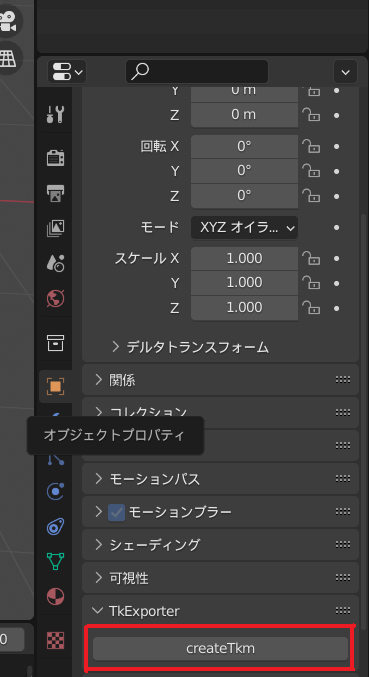 Y 0 m
Z 0 m
回転 X 0°
Y 0°
Z 0°
モード XYZ オイラ...
スケール X 1.000
Y 1.000
Z 1.000
デルタトランスフォーム
関係
コレクション
オブジェクトプロパティ
モーションパス
モーションブラー
シェーディング
可視性
TkExporter
0
createTkm